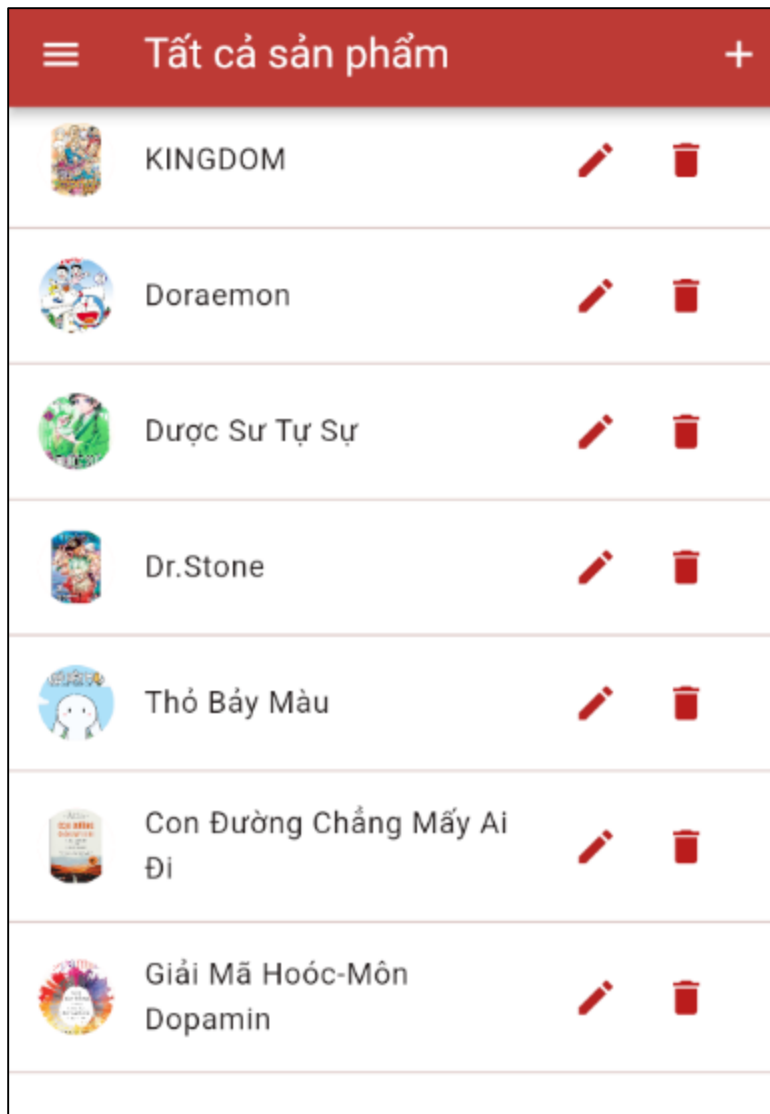 Tất cả sản phẩm
KINGDOM
Doraemon
Dược Sư Tự Sự
Dr.Stone
Thỏ Bảy Màu
Con Đường Chẳng Mấy Ai
Đi
Giải Mã Hoóc-Môn
Dopamin